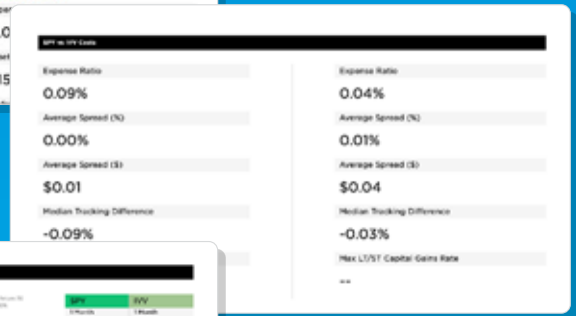 SPY vs IVV Costs
Expense Ratio
0.09%
Average Spread (%)
0.00%
Average Spread ($)
$0.01
Median Tracking Difference
-0.09%
Expense Ratio
0.04%
Average Spread (%)
0.01%
Average Spread ($)
$0.04
Median Tracking Difference
-0.03%
Max LT/ST Capital Gains Rate
--
SPY IVV
1 Month 1 Month